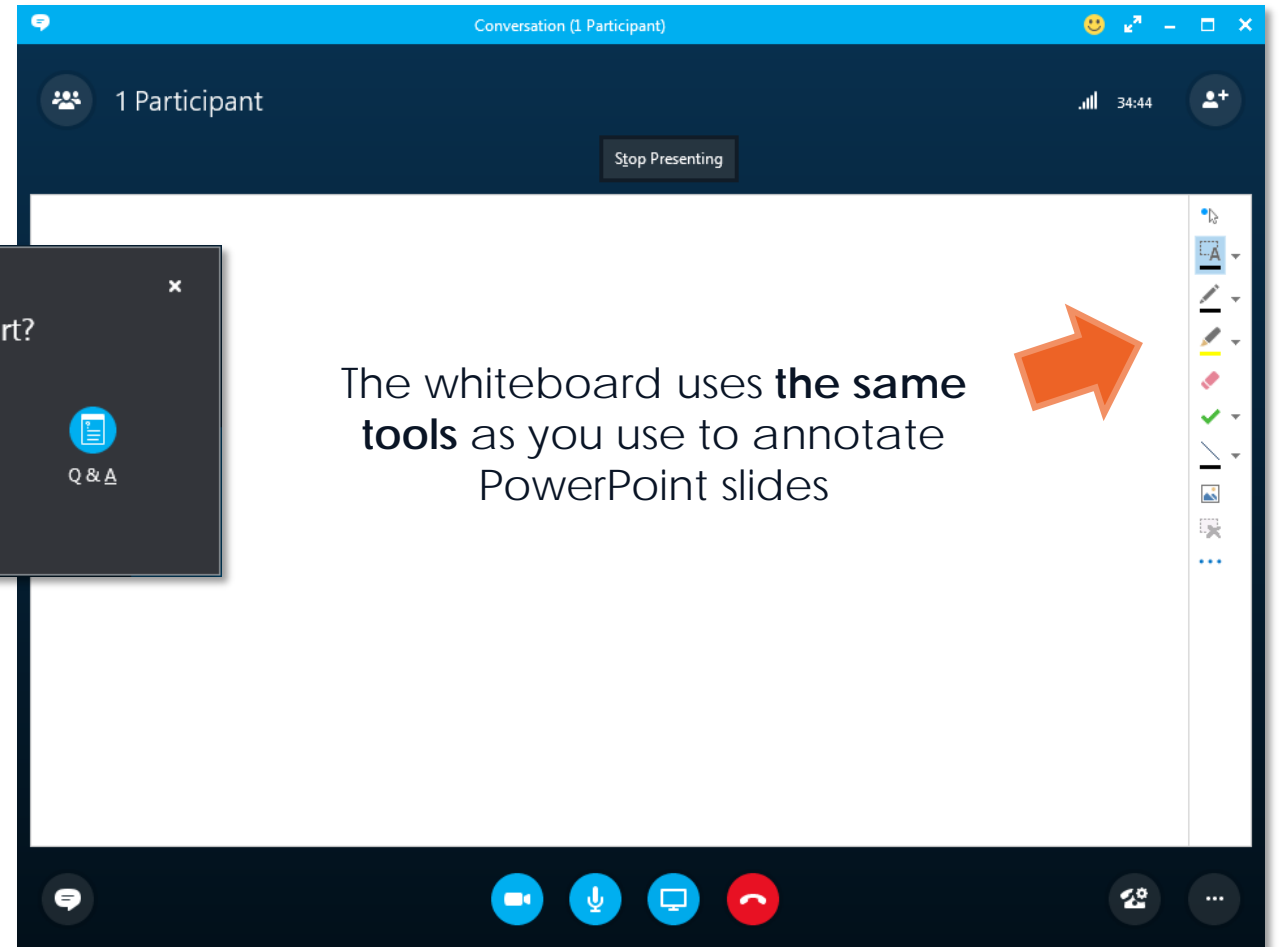 Conversation (1 Participant)
1 Participant
34:44
Stop Presenting
rt?
Q & A
The whiteboard uses the same
tools as you use to annotate
PowerPoint slides